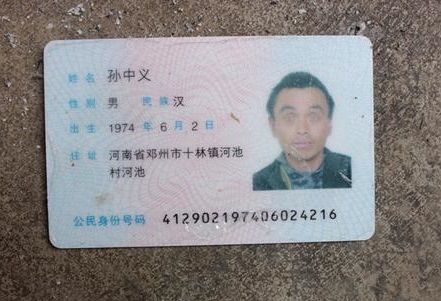 姓名 孙中义
性别 男 民族 汉
出生 1974 年 6 月 2 日
住址 河南省邓州市十林镇河池
村河池
公民身份号码 412902197406024216